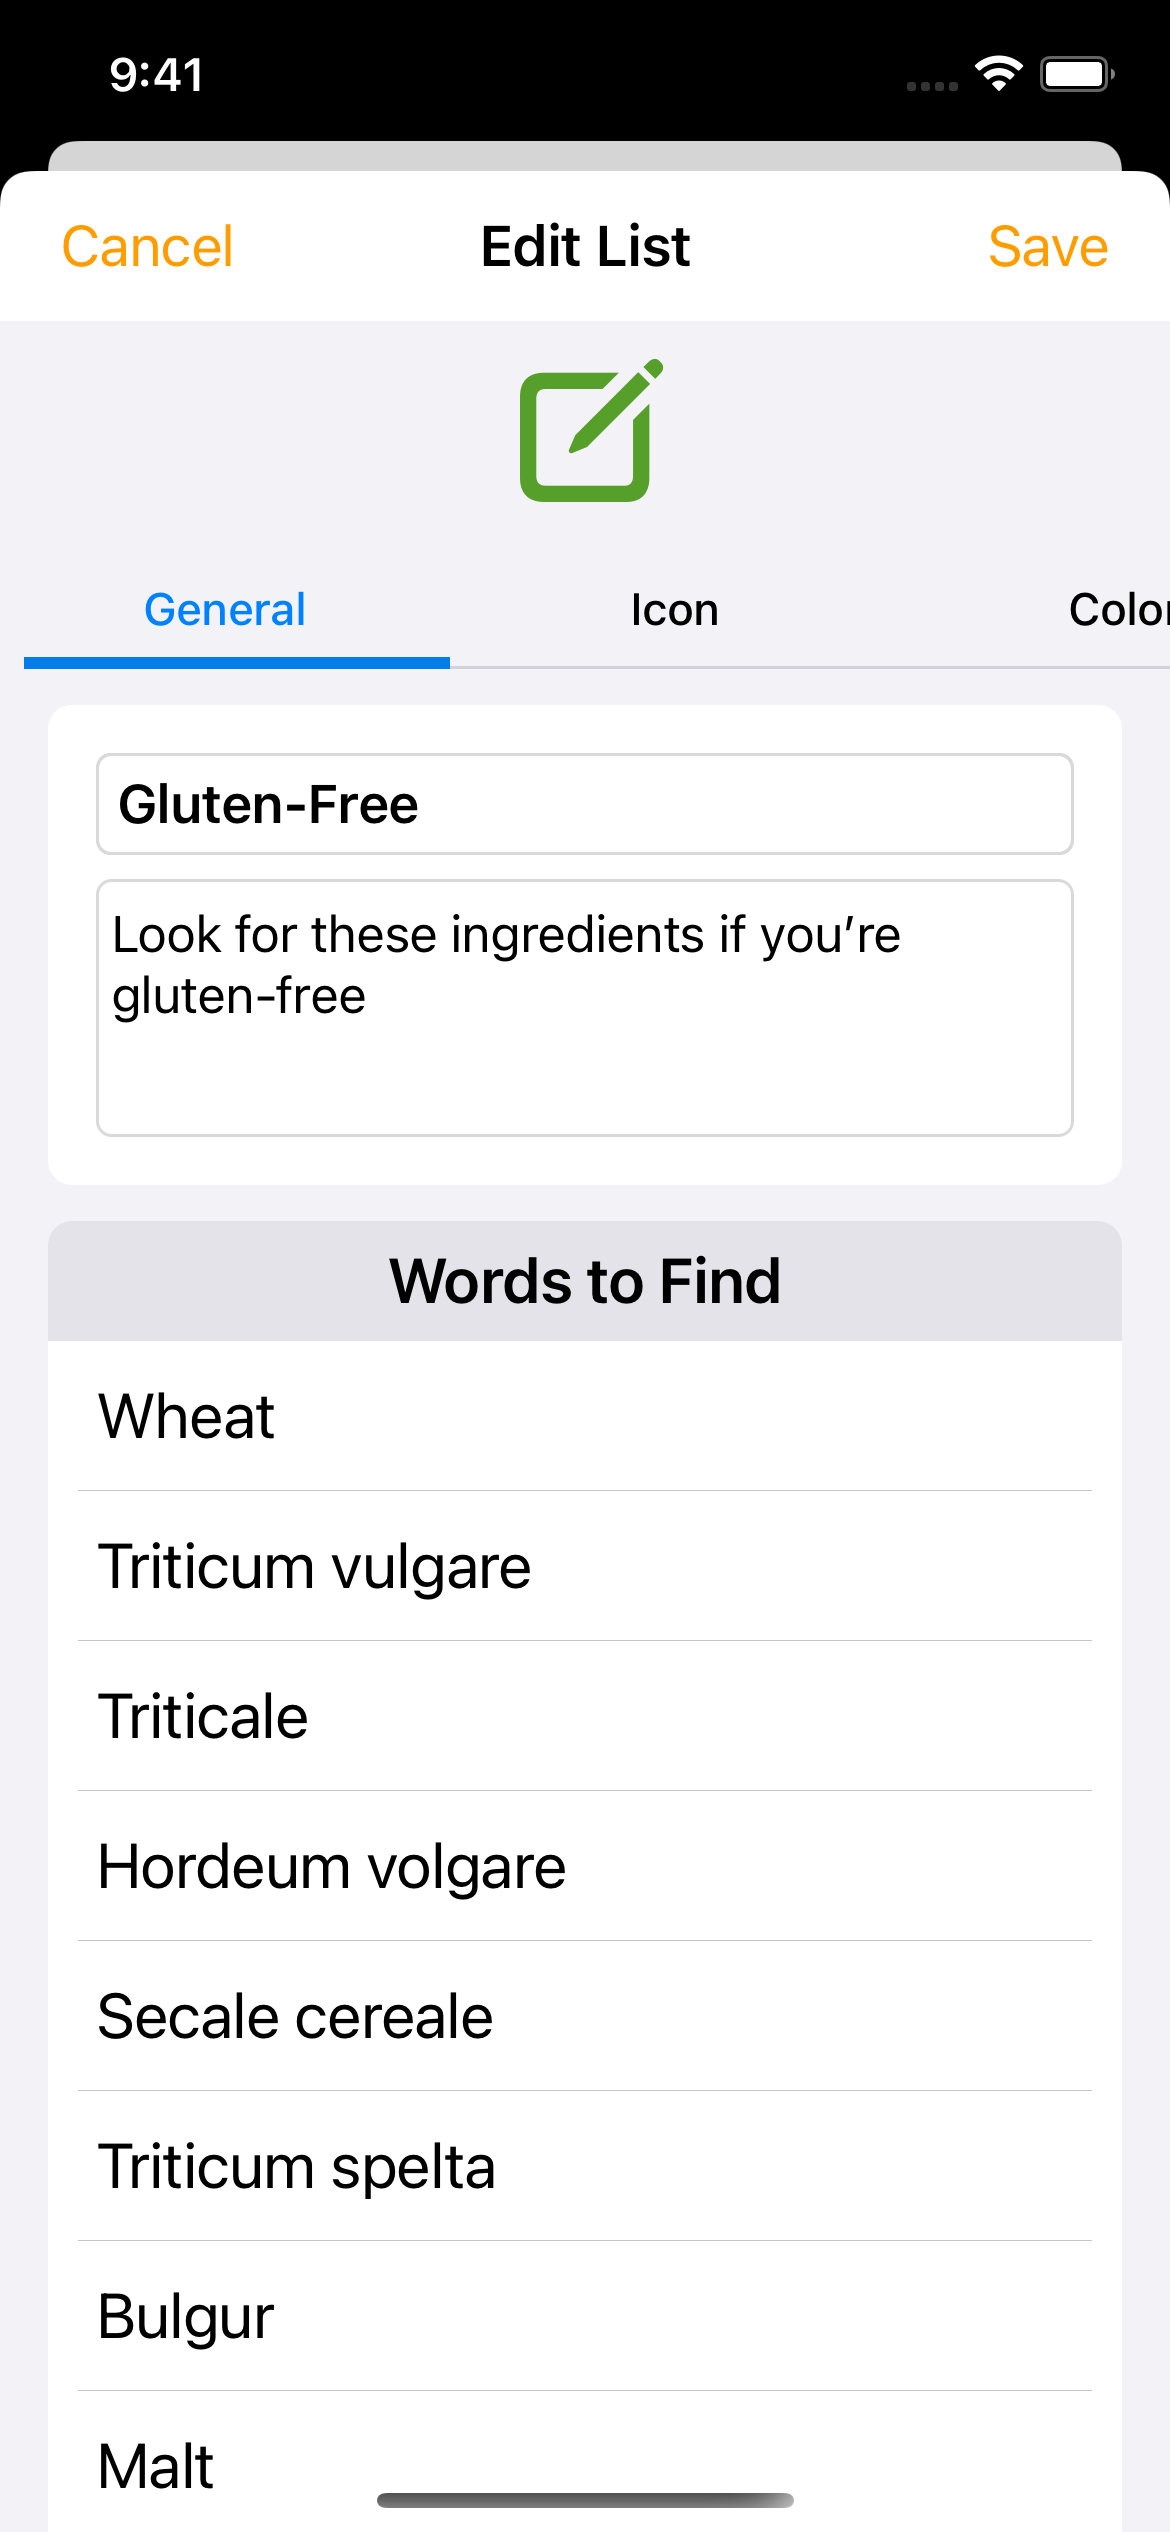 9:41
Cancel
Edit List
Save
General
Icon
Color
Gluten-Free
Look for these ingredients if you’re
gluten-free
Words to Find
Wheat
Triticum vulgare
Triticale
Hordeum volgare
Secale cereale
Triticum spelta
Bulgur
Malt